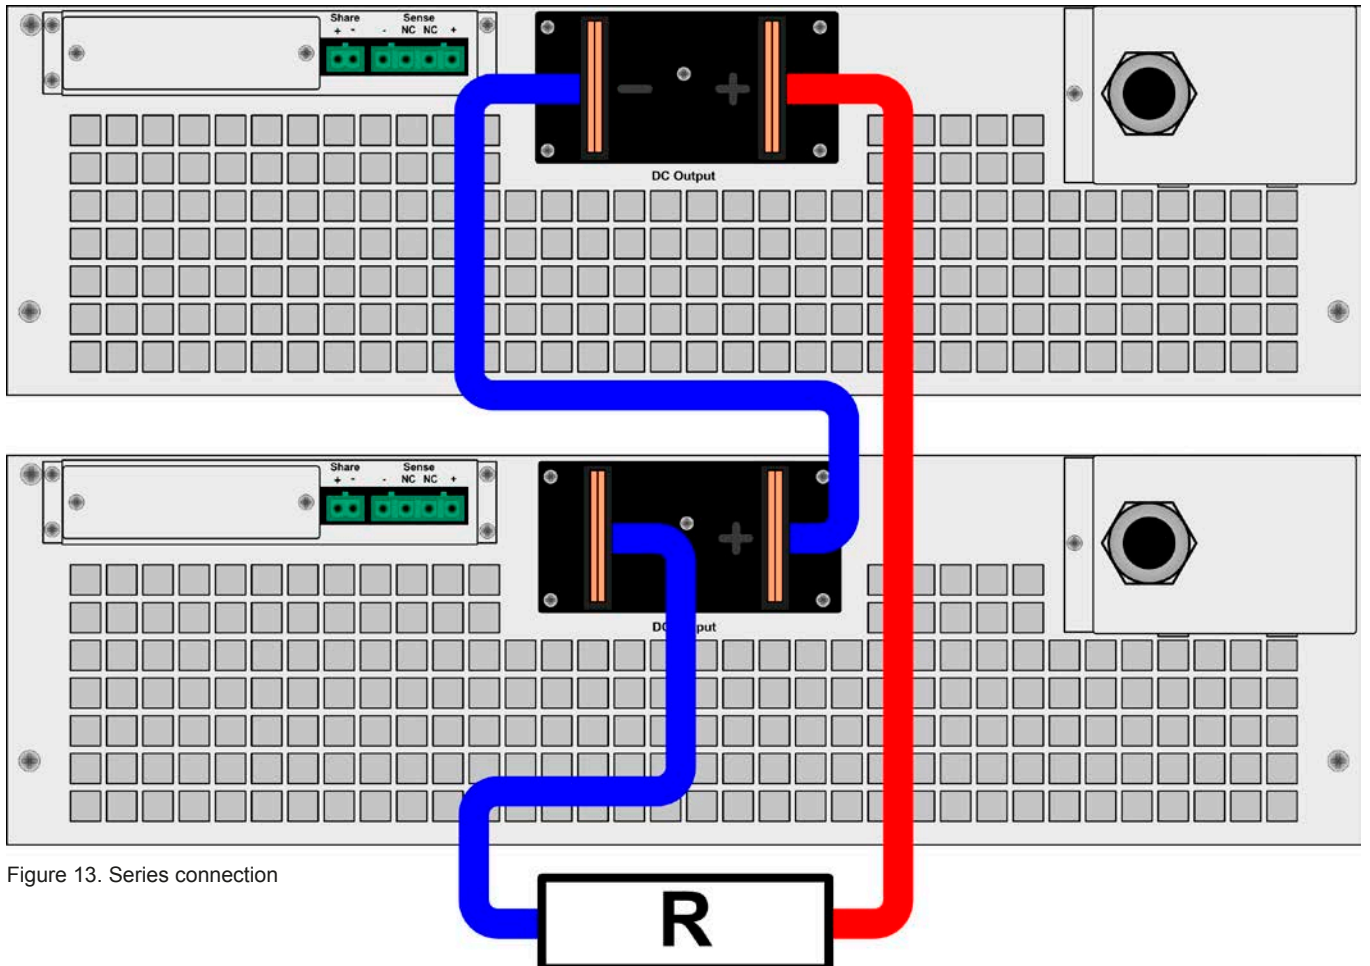 Share Sense
+ - - NC NC +
− +
DC Output
Share Sense
+ - - NC NC +
+
DC put
Figure 13. Series connection
R